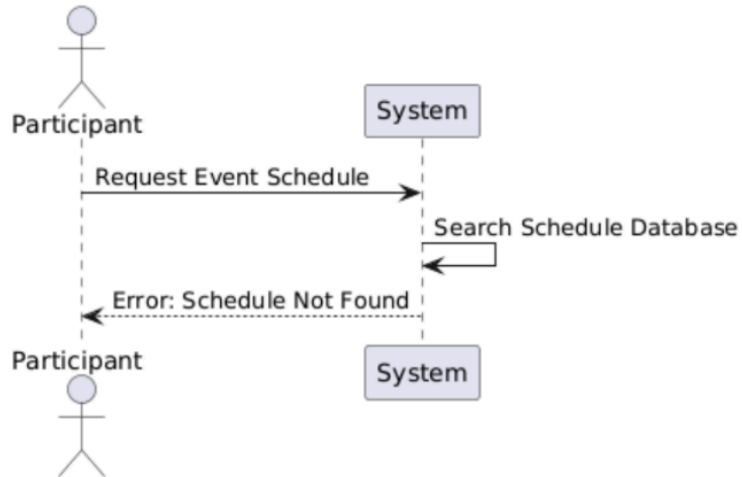 Participant
System
Request Event Schedule
Search Schedule Database
Error: Schedule Not Found
Participant
System